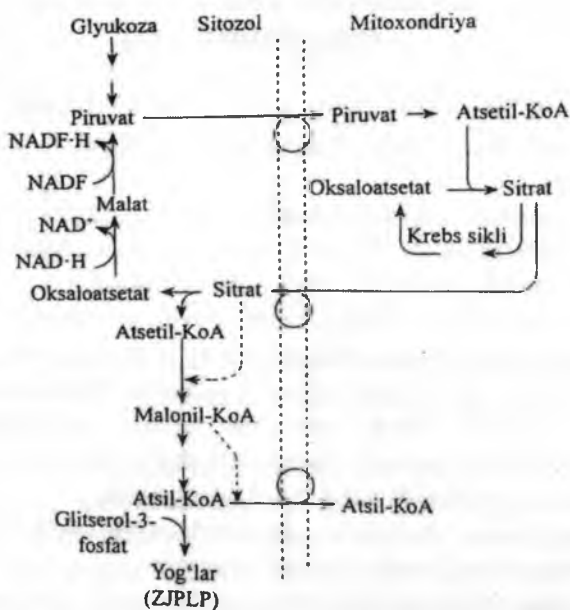 Glyukoza Sitozol Mitoxondriya
Piruvat Piruvat Atsetil-KoA
NADF·H
NADF
Malat
Oksaloatsetat Sitrat
NAD⁺
Krebs sikli
NAD·H
Oksaloatsetat Sitrat
Atsetil-KoA
Malonil-KoA
Atsil-KoA Atsil-KoA
Glitserol-3-
fosfat
Yog‘lar
(ZJPLP)